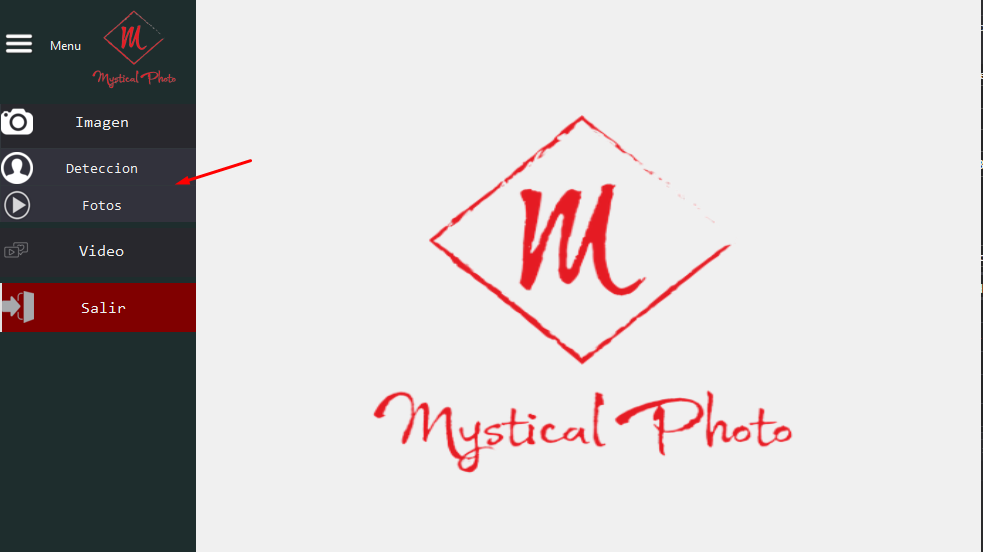 Menu
M
Mystical Photo
Imagen
Deteccion
Fotos
Video
Salir
M
Mystical Photo